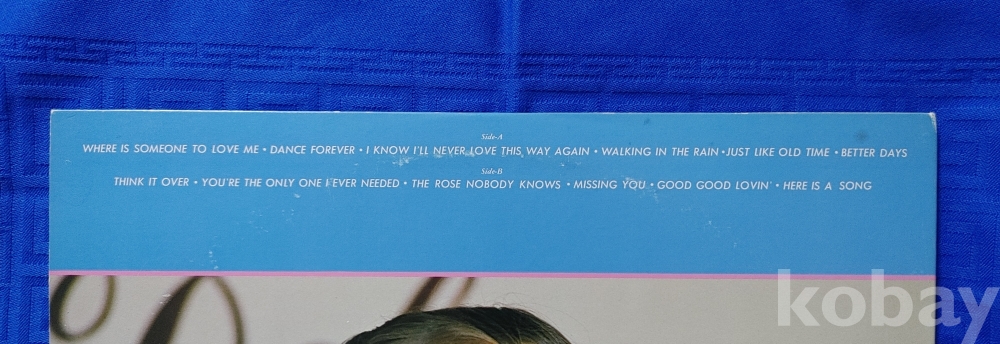 Side-A
WHERE IS SOMEONE TO LOVE ME • DANCE FOREVER • I KNOW I'LL NEVER LOVE THIS WAY AGAIN • WALKING IN THE RAIN • JUST LIKE OLD TIME • BETTER DAYS
Side-B
THINK IT OVER • YOU'RE THE ONLY ONE I EVER NEEDED • THE ROSE NOBODY KNOWS • MISSING YOU • GOOD GOOD LOVIN' • HERE IS A SONG
kobay